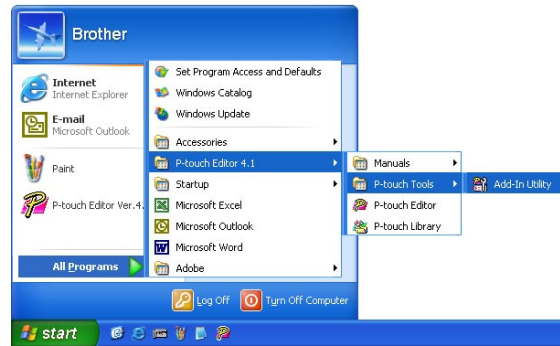 Brother
Internet
Internet Explorer
E-mail
Microsoft Outlook
Paint
P-touch Editor Ver.4.
All Programs
Set Program Access and Defaults
Windows Catalog
Windows Update
Accessories
P-touch Editor 4.1
Startup
Microsoft Excel
Microsoft Outlook
Microsoft Word
Adobe
Manuals
P-touch Tools
P-touch Editor
P-touch Library
Add-In Utility
Log Off
Turn Off Computer
start